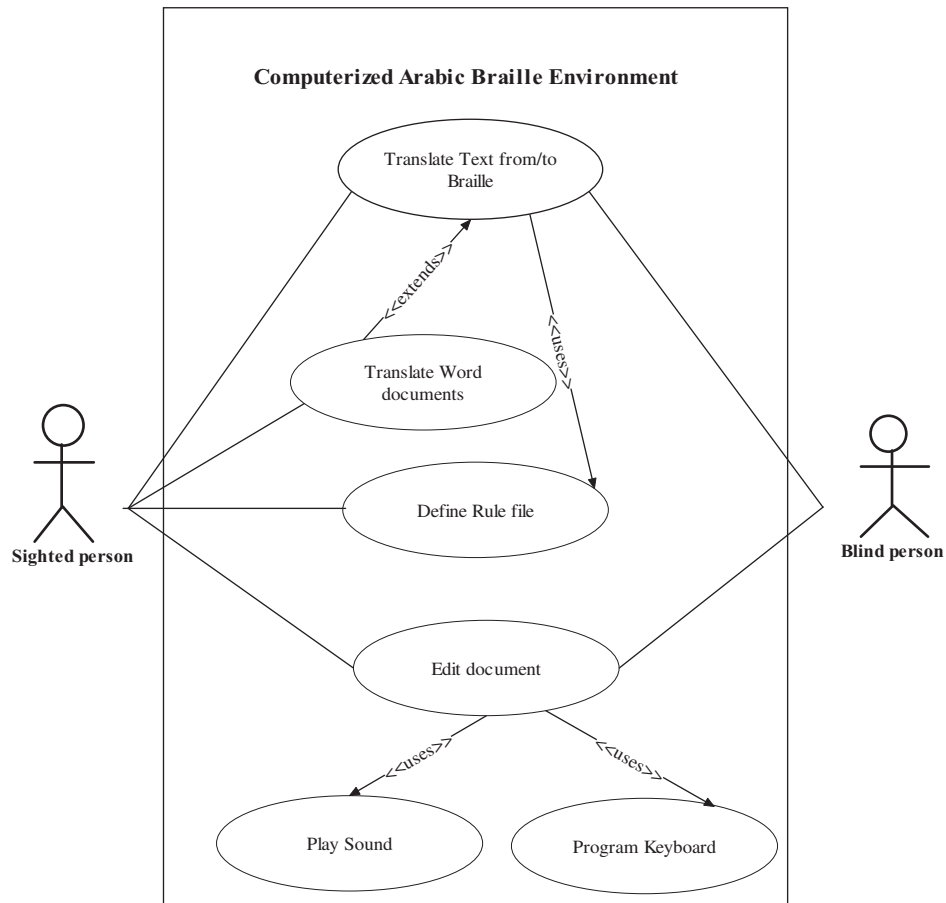 Computerized Arabic Braille Environment
Translate Text from/to
Braille
<<extends>>
<<uses>>
Translate Word
documents
Define Rule file
Sighted person
Blind person
Edit document
<<uses>>
<<uses>>
Play Sound
Program Keyboard